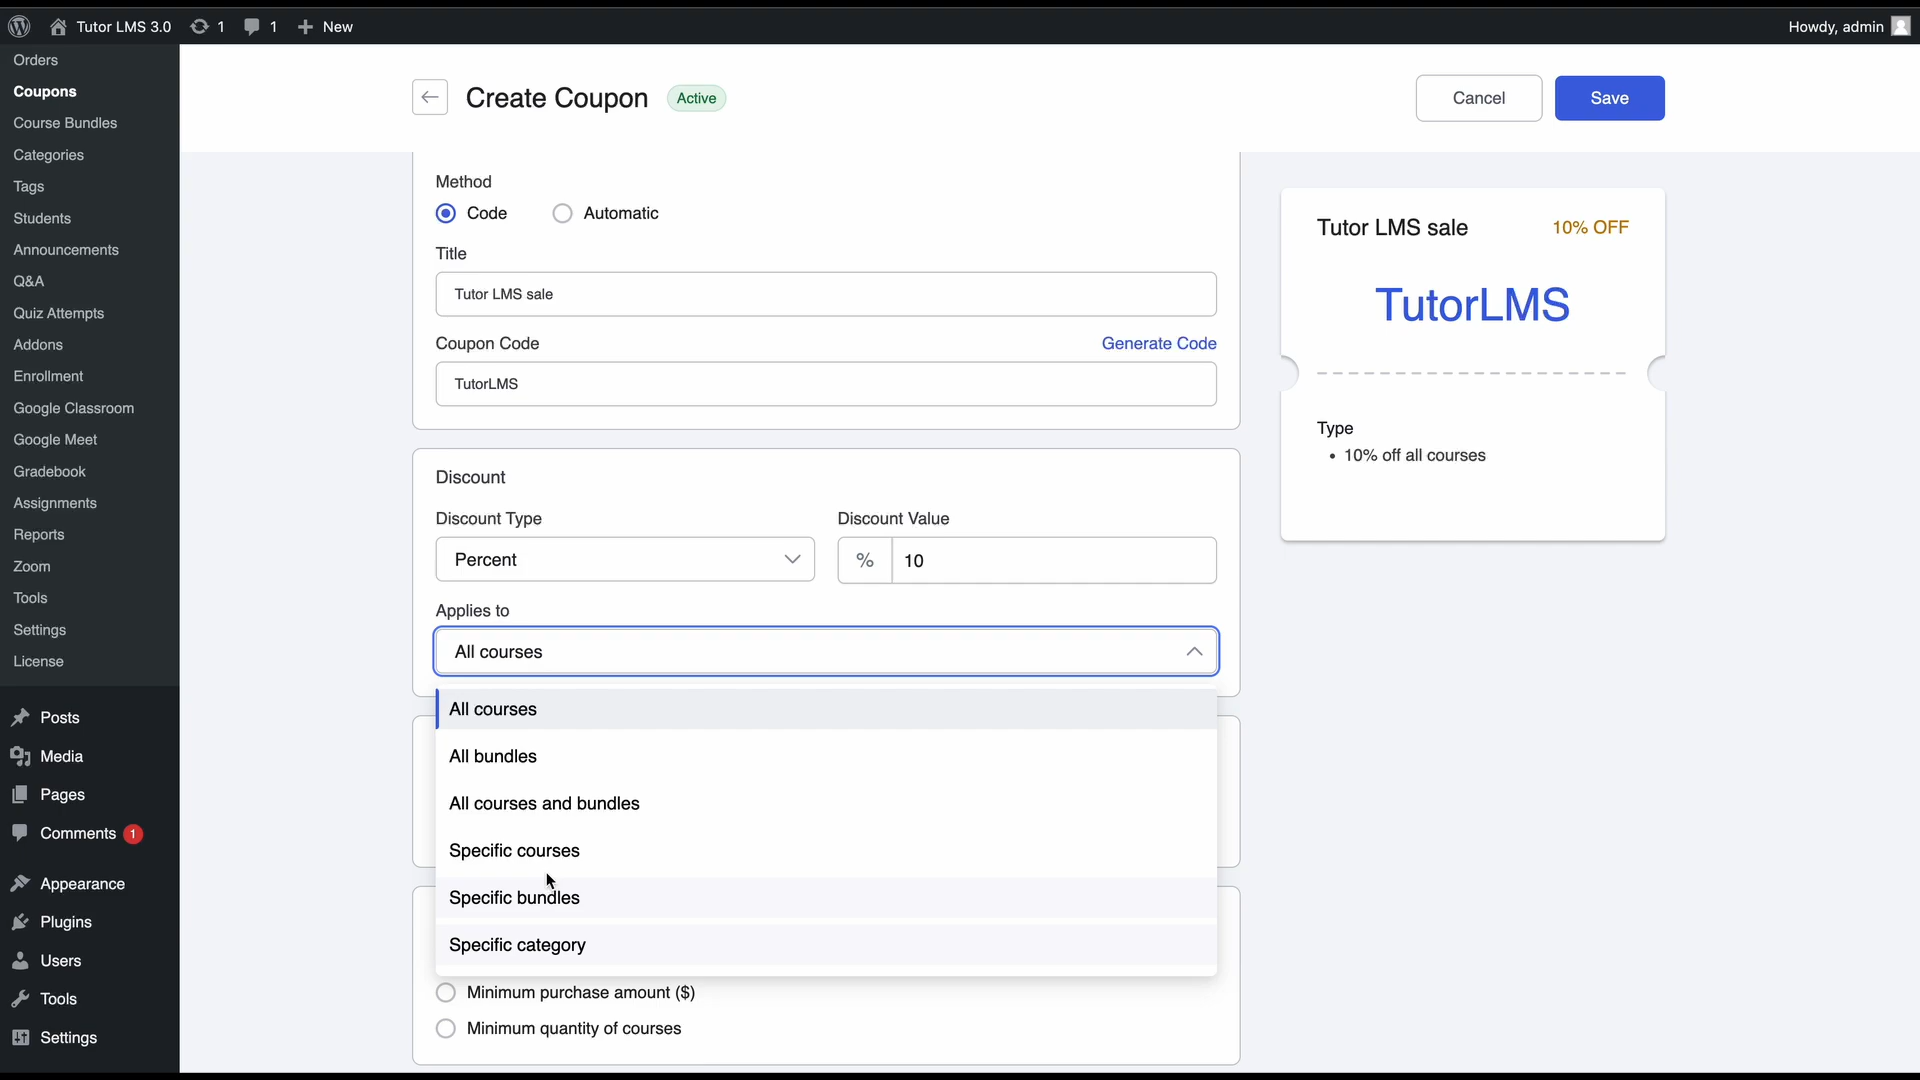 Tutor LMS 3.0 1 1 + New Howdy, admin
Orders
Coupons
Course Bundles
Categories
Tags
Students
Announcements
Q&A
Quiz Attempts
Addons
Enrollment
Google Classroom
Google Meet
Gradebook
Assignments
Reports
Zoom
Tools
Settings
License
Posts
Media
Pages
Comments 1
Appearance
Plugins
Users
Tools
Settings
Create Coupon Active
Cancel Save
Method
Code Automatic
Title
Tutor LMS sale
Coupon Code Generate Code
TutorLMS
Discount
Discount Type Discount Value
Percent % 10
Applies to
All courses
All courses
All bundles
All courses and bundles
Specific courses
Specific bundles
Specific category
Minimum purchase amount ($)
Minimum quantity of courses
Tutor LMS sale 10% OFF
TutorLMS
Type
• 10% off all courses